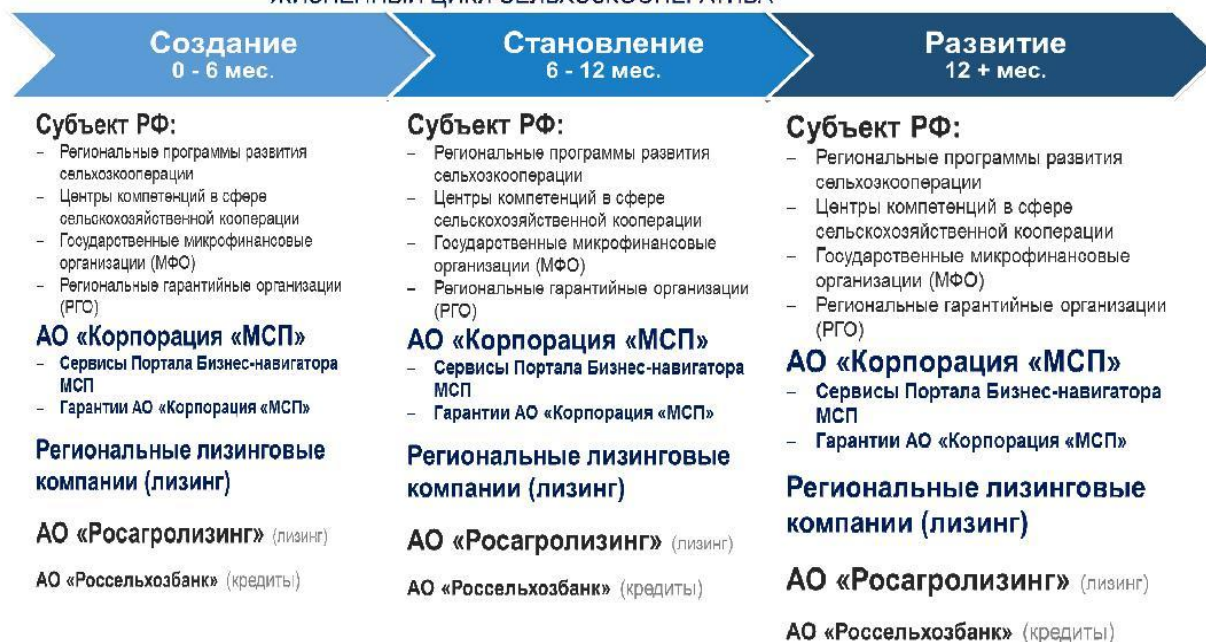 ЖИЗНЕННЫЙ ЦИКЛ СЕЛЬХОЗКООПЕРАТИВА
Создание
0 - 6 мес.
Становление
6 - 12 мес.
Развитие
12 + мес.
Субъект РФ:
– Региональные программы развития
сельхозкооперации
– Центры компетенций в сфере
сельскохозяйственной кооперации
– Государственные микрофинансовые
организации (МФО)
– Региональные гарантийные организации
(РГО)
АО «Корпорация «МСП»
– Сервисы Портала Бизнес-навигатора
МСП
– Гарантии АО «Корпорация «МСП»
Региональные лизинговые
компании (лизинг)
АО «Росагролизинг» (лизинг)
АО «Россельхозбанк» (кредиты)
Субъект РФ:
– Региональные программы развития
сельхозкооперации
– Центры компетенций в сфере
сельскохозяйственной кооперации
– Государственные микрофинансовые
организации (МФО)
– Региональные гарантийные организации
(РГО)
АО «Корпорация «МСП»
– Сервисы Портала Бизнес-навигатора
МСП
– Гарантии АО «Корпорация «МСП»
Региональные лизинговые
компании (лизинг)
АО «Росагролизинг» (лизинг)
АО «Россельхозбанк» (кредиты)
Субъект РФ:
– Региональные программы развития
сельхозкооперации
– Центры компетенций в сфере
сельскохозяйственной кооперации
– Государственные микрофинансовые
организации (МФО)
– Региональные гарантийные организации
(РГО)
АО «Корпорация «МСП»
– Сервисы Портала Бизнес-навигатора
МСП
– Гарантии АО «Корпорация «МСП»
Региональные лизинговые
компании (лизинг)
АО «Росагролизинг» (лизинг)
АО «Россельхозбанк» (кредиты)